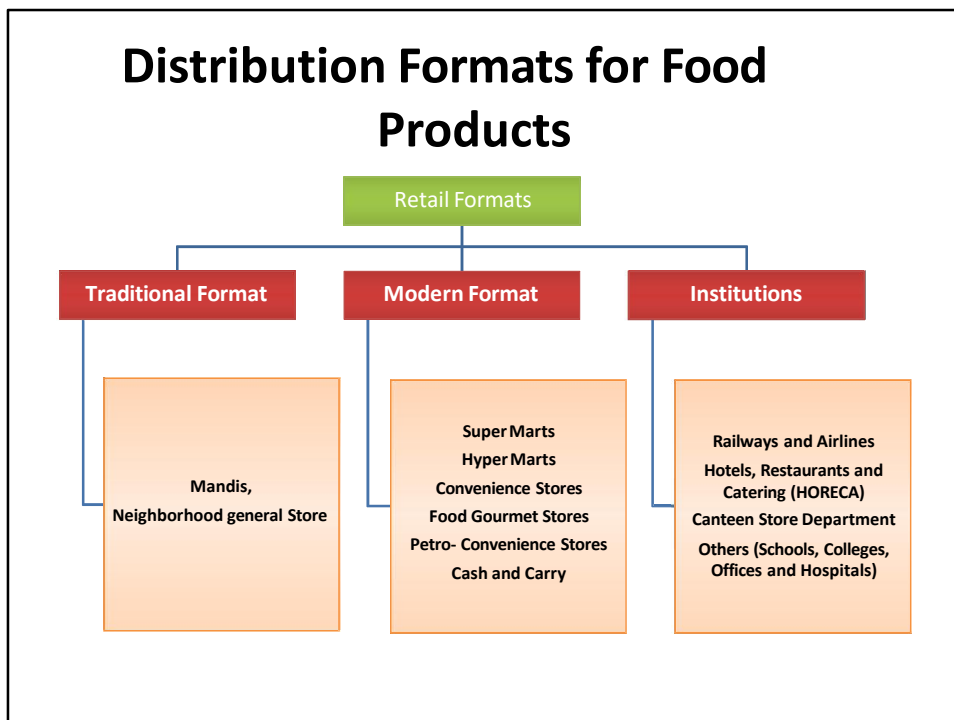 Distribution Formats for Food
Products
Retail Formats
Traditional Format
Modern Format
Institutions
Mandis,
Neighborhood general Store
Super Marts
Hyper Marts
Convenience Stores
Food Gourmet Stores
Petro- Convenience Stores
Cash and Carry
Railways and Airlines
Hotels, Restaurants and
Catering (HORECA)
Canteen Store Department
Others (Schools, Colleges,
Offices and Hospitals)